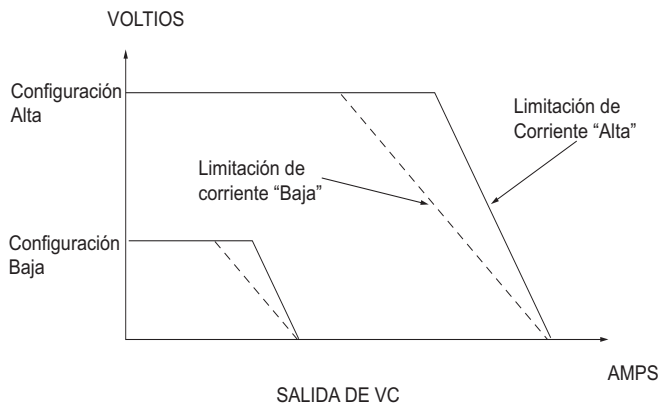 VOLTIOS
Configuración
Alta
Limitación de
Corriente “Alta”
Limitación de
corriente “Baja”
Configuración
Baja
AMPS
SALIDA DE VC